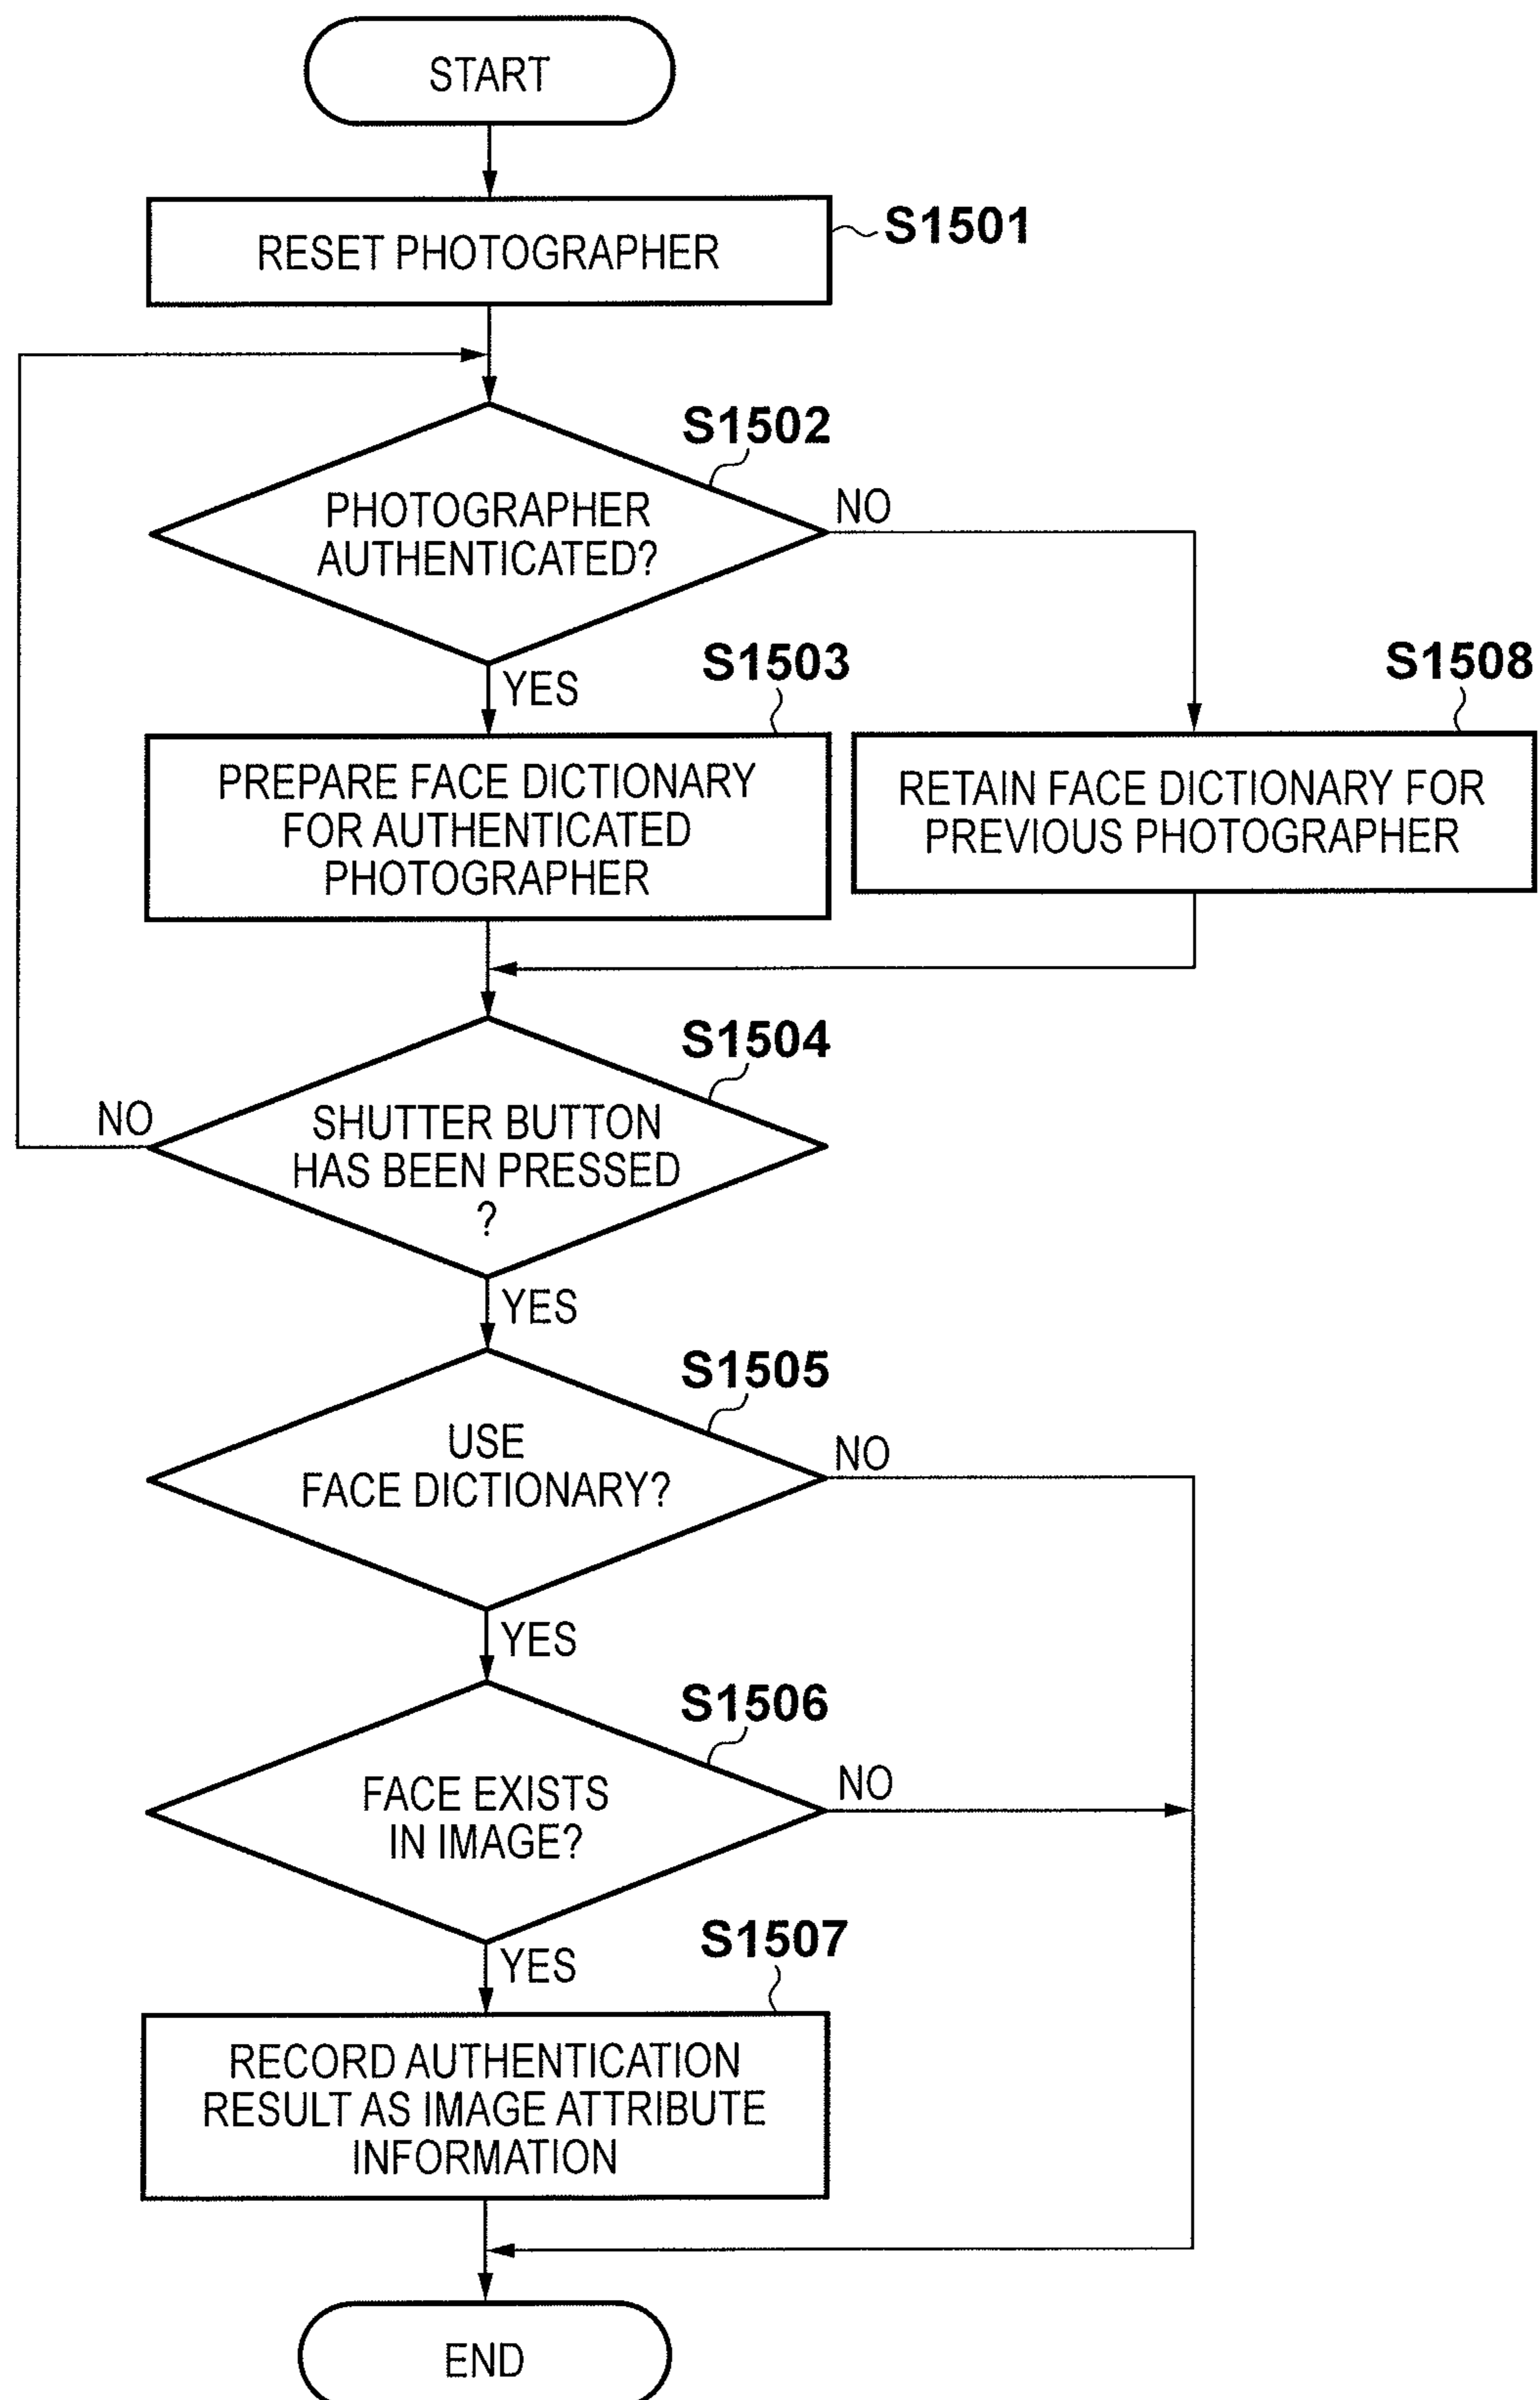 START
RESET PHOTOGRAPHER
S1501
S1502
PHOTOGRAPHER
AUTHENTICATED?
NO
YES
S1503
S1508
PREPARE FACE DICTIONARY
FOR AUTHENTICATED
PHOTOGRAPHER
RETAIN FACE DICTIONARY FOR
PREVIOUS PHOTOGRAPHER
S1504
NO
SHUTTER BUTTON
HAS BEEN PRESSED
?
YES
S1505
USE
FACE DICTIONARY?
NO
YES
S1506
FACE EXISTS
IN IMAGE?
NO
YES
S1507
RECORD AUTHENTICATION
RESULT AS IMAGE ATTRIBUTE
INFORMATION
END